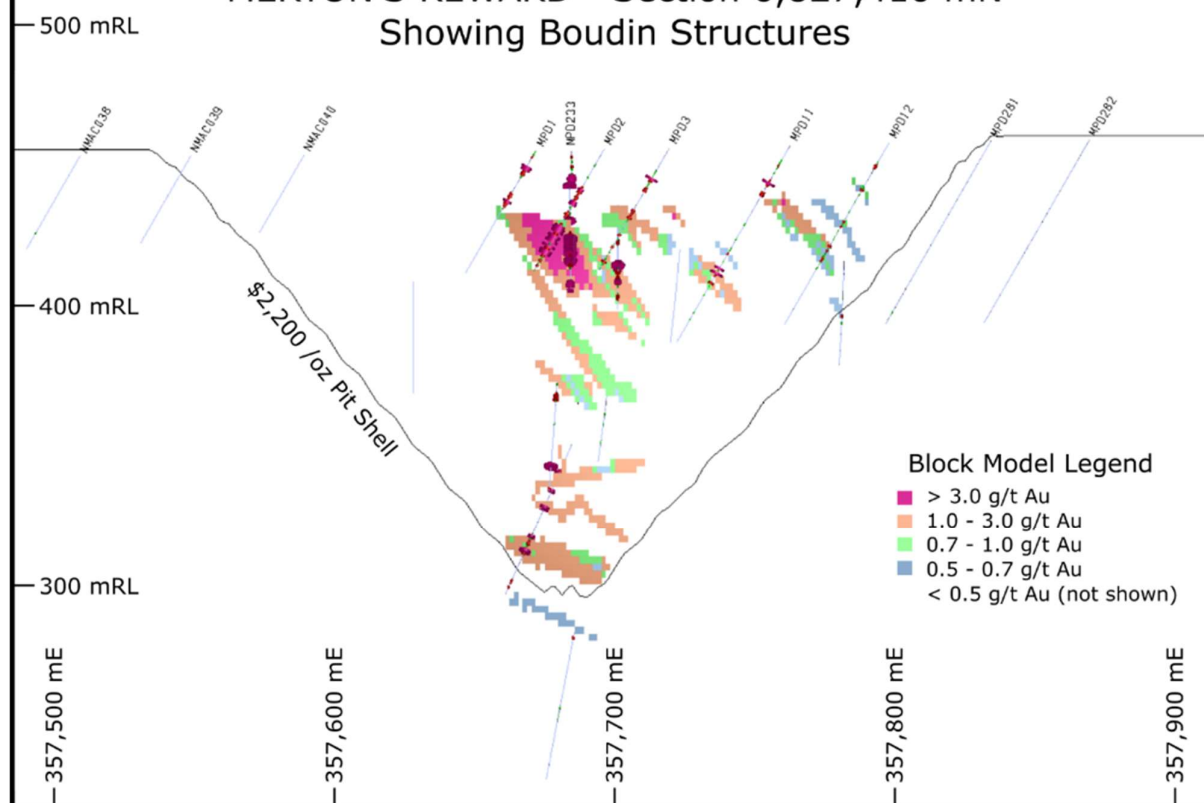 500 mRL
Showing Boudin Structures
NMAC038
NMAC039
NMAC040
MPD1
MPD233
MPD2
MPD3
MPD11
MPD12
MPD281
MPD282
400 mRL
$2,200 /oz Pit Shell
Block Model Legend
> 3.0 g/t Au
1.0 - 3.0 g/t Au
0.7 - 1.0 g/t Au
0.5 - 0.7 g/t Au
< 0.5 g/t Au (not shown)
300 mRL
357,500 mE
357,600 mE
357,700 mE
357,800 mE
357,900 mE